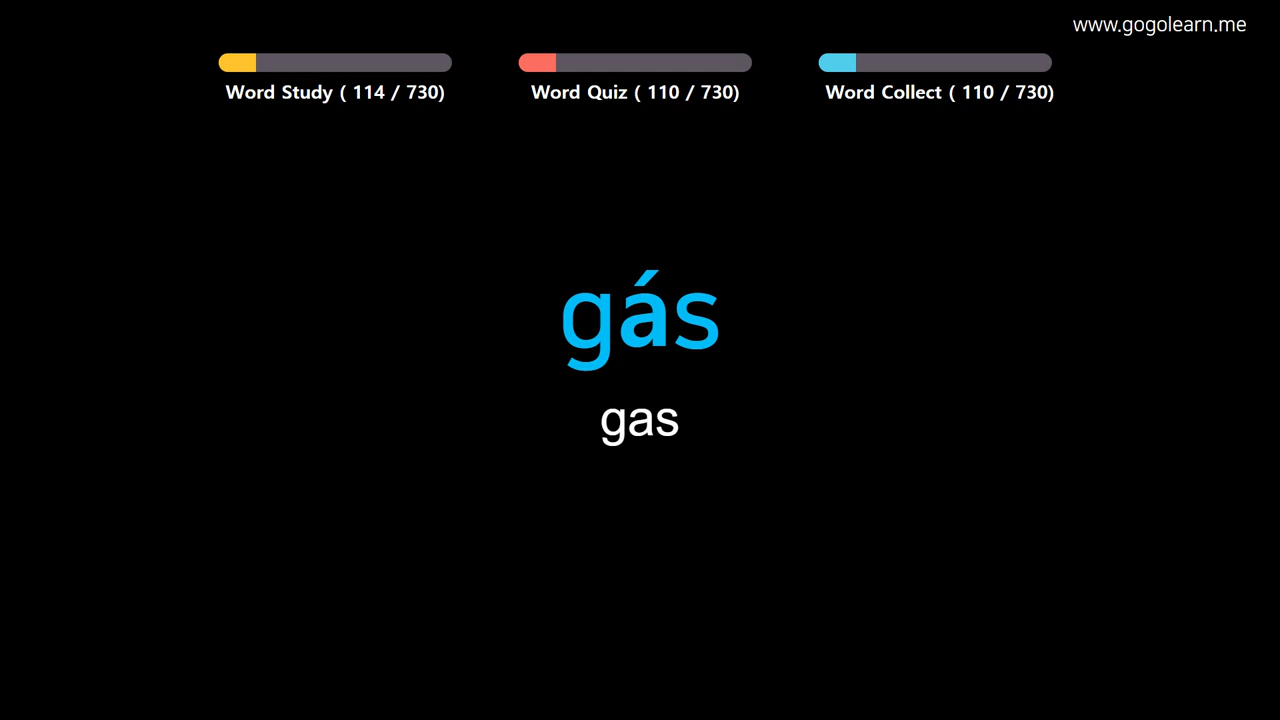 www.gogolearn.me
Word Study ( 114 / 730)
Word Quiz ( 110 / 730)
Word Collect ( 110 / 730)
gás
gas